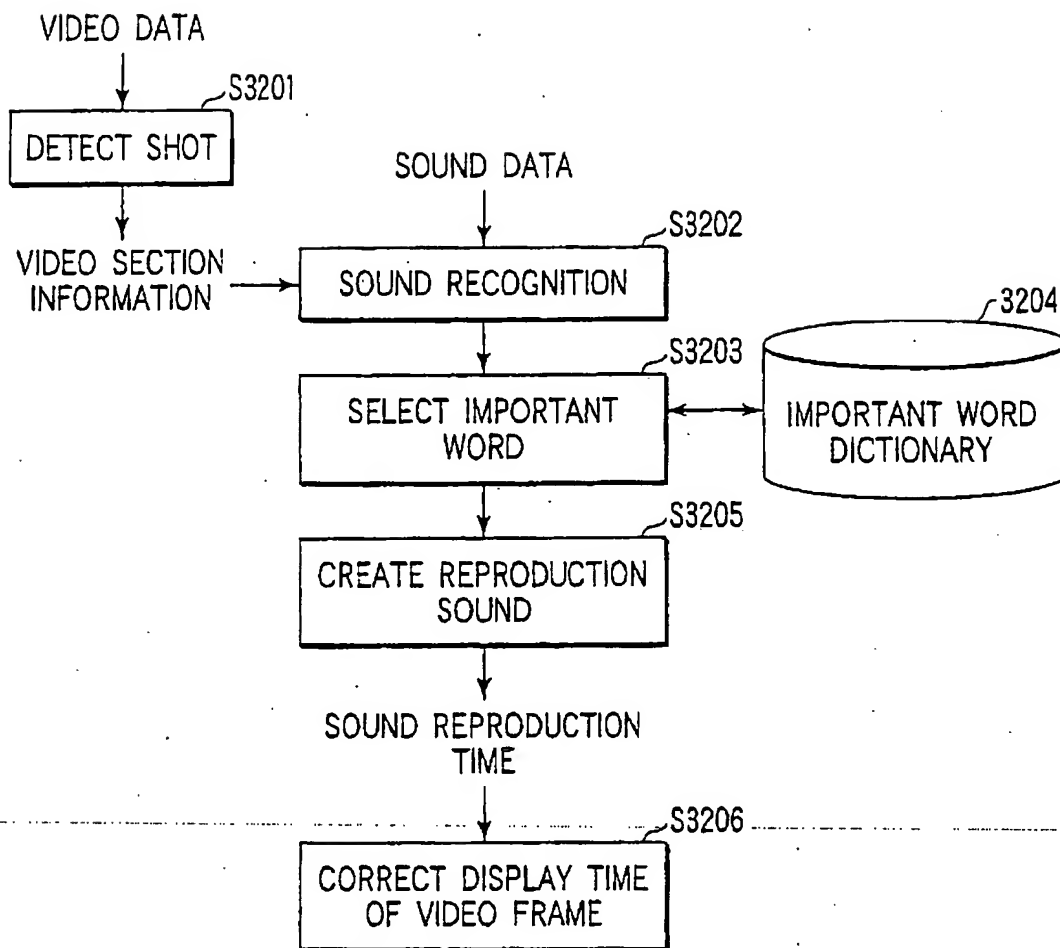 VIDEO DATA
S3201
DETECT SHOT
SOUND DATA
S3202
VIDEO SECTION
INFORMATION
SOUND RECOGNITION
3204
S3203
SELECT IMPORTANT
WORD
IMPORTANT WORD
DICTIONARY
S3205
CREATE REPRODUCTION
SOUND
SOUND REPRODUCTION
TIME
S3206
CORRECT DISPLAY TIME
OF VIDEO FRAME